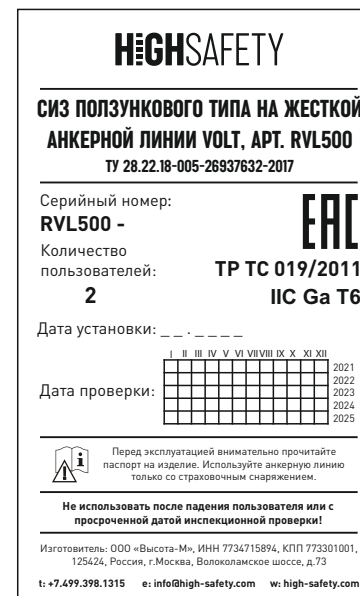 HIGHSAFETY
СИЗ ПОЛЗУНКОВОГО ТИПА НА ЖЕСТКОЙ
АНКЕРНОЙ ЛИНИИ VOLT, АРТ. RVL500
ТУ 28.22.18-005-26937632-2017
Серийный номер:
RVL500 -
EAC
Количество
пользователей:
ТР ТС 019/2011
2
IIC Ga T6
Дата установки: _ _ . _ _ _ _
I II III IV V VI VII VIII IX X XI XII
2021
2022
Дата проверки:
2023
2024
2025
Перед эксплуатацией внимательно прочитайте
паспорт на изделие. Используйте анкерную линию
только со страховочным снаряжением.
Не использовать после падения пользователя или с
просроченной датой инспекционной проверки!
Изготовитель: ООО «Высота-М», ИНН 7734715894, КПП 773301001,
125424, Россия, г.Москва, Волоколамское шоссе, д.73
t: +7.499.398.1315 e: info@high-safety.com w: high-safety.com